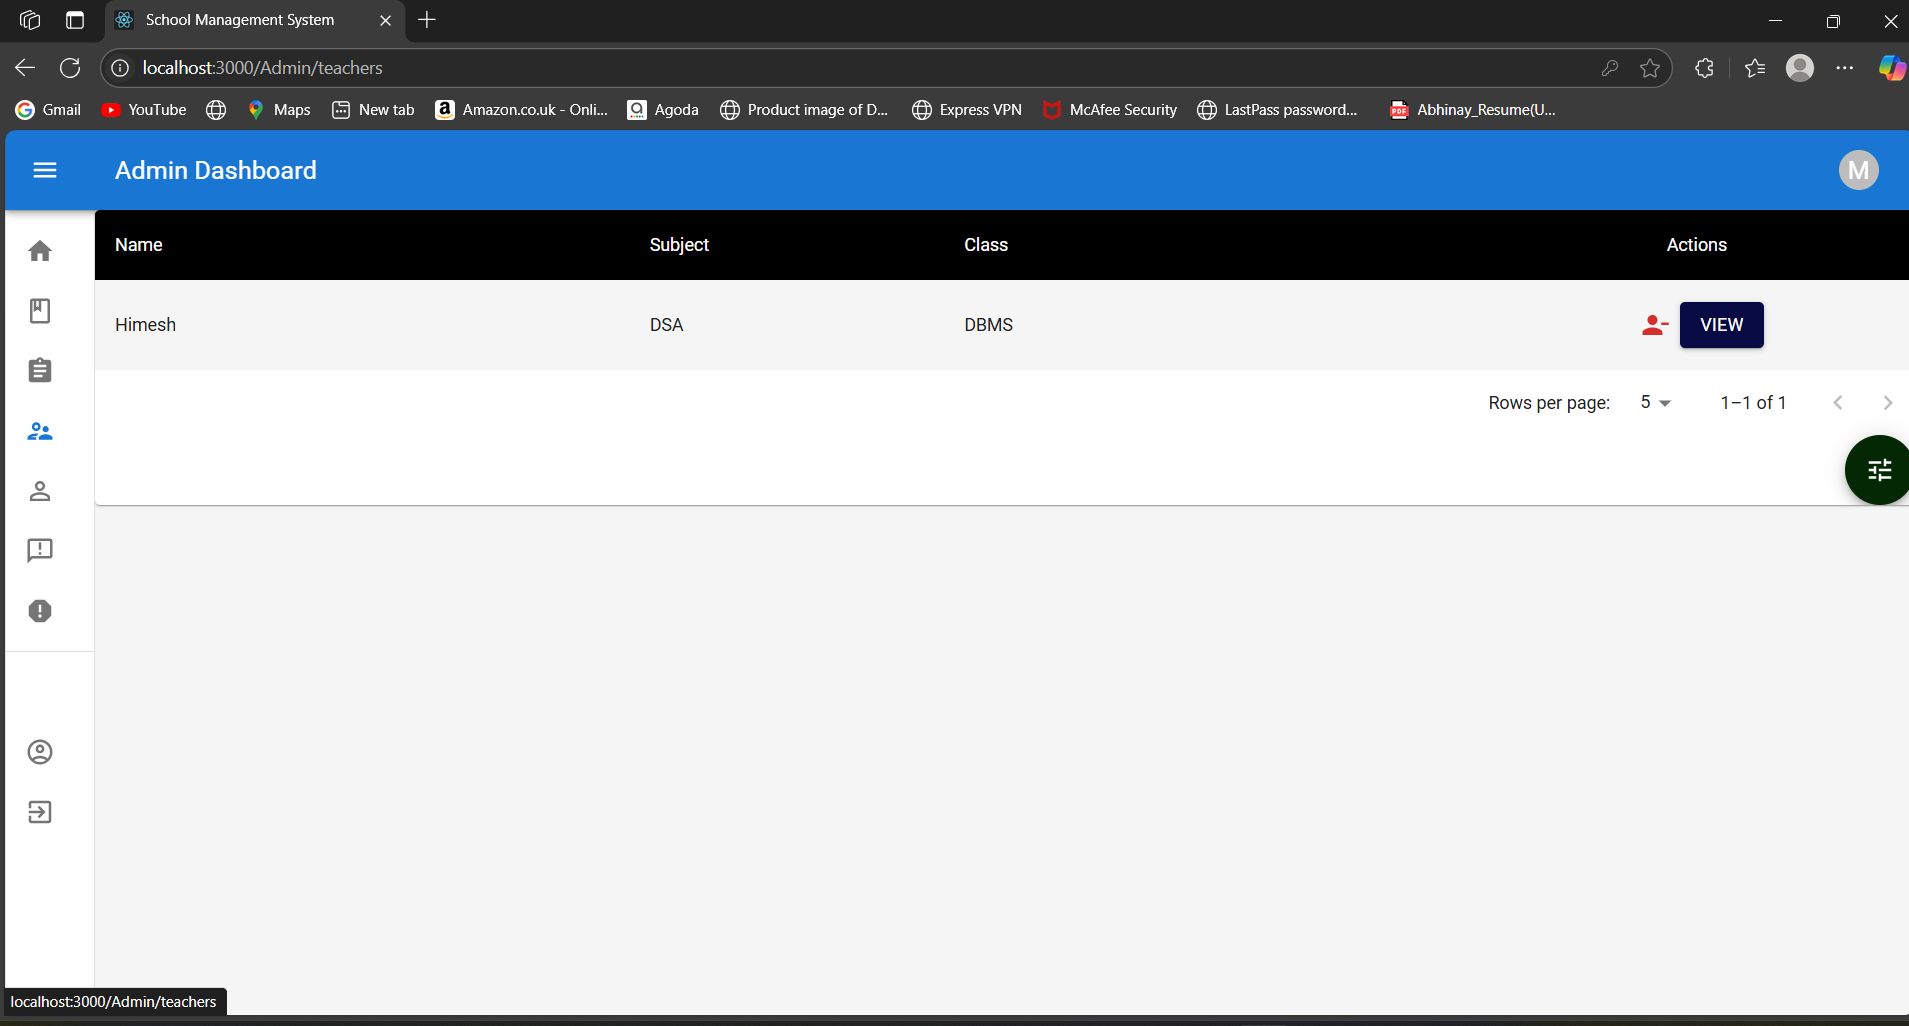 School Management System
localhost:3000/Admin/teachers
Gmail YouTube Maps New tab Amazon.co.uk - Onli... Agoda Product image of D... Express VPN McAfee Security LastPass password... Abhinay_Resume(U...
Admin Dashboard M
Name Subject Class Actions
Himesh DSA DBMS VIEW
Rows per page: 5 1–1 of 1
localhost:3000/Admin/teachers